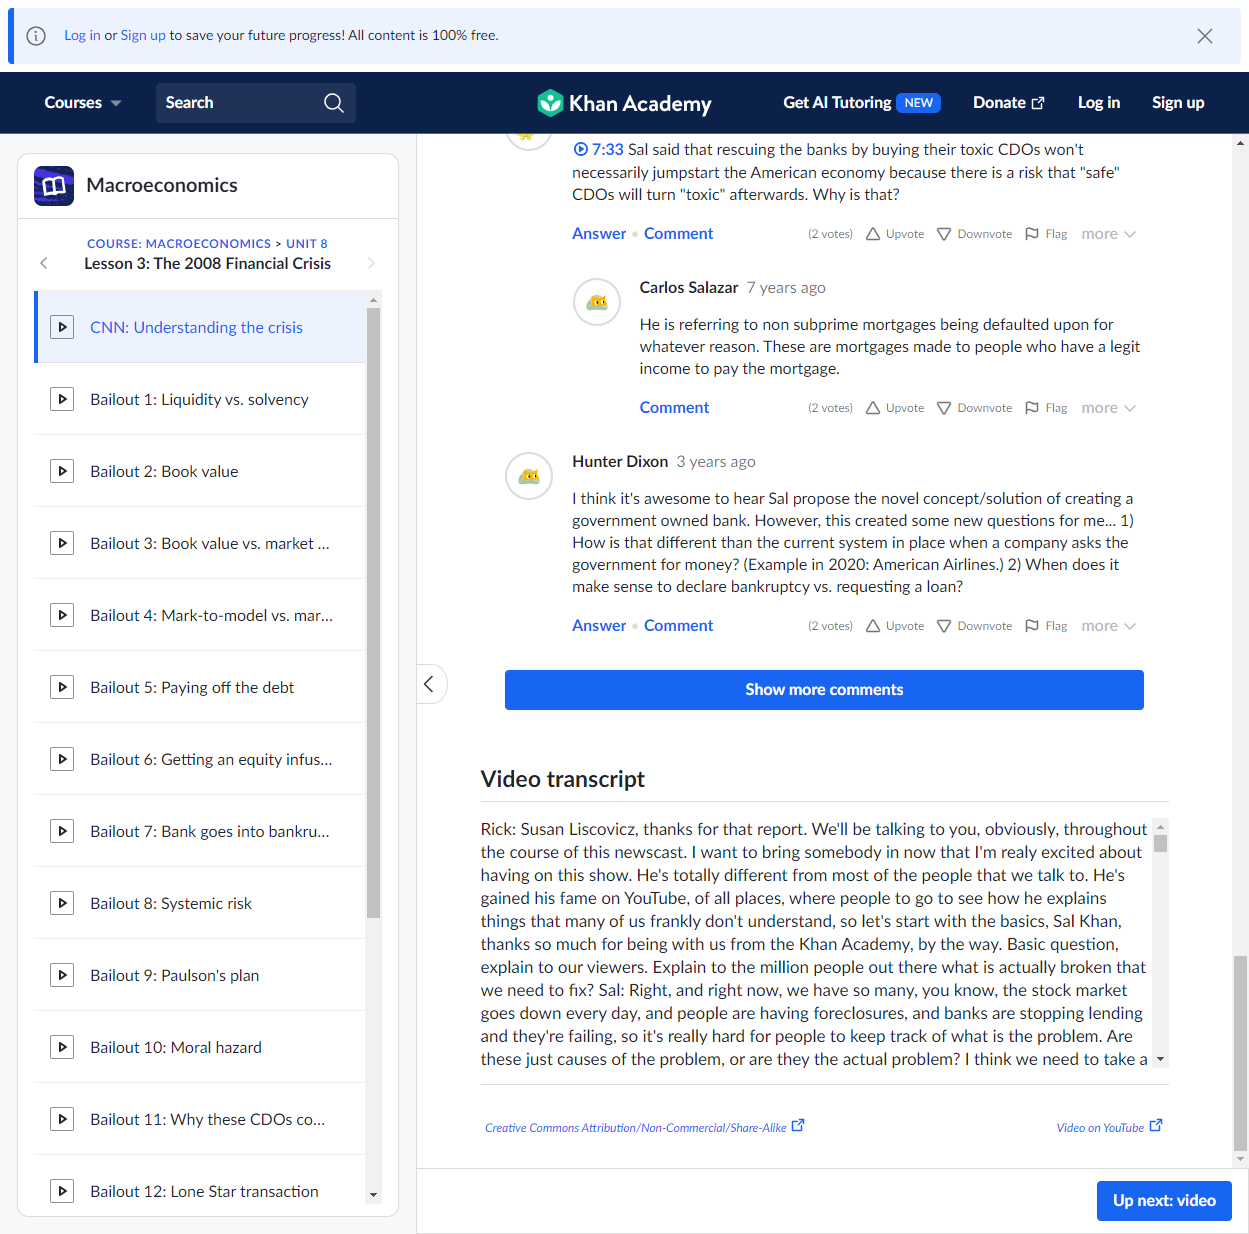 Log in or Sign up to save your future progress! All content is 100% free.
Courses
Search
Khan Academy
Get AI Tutoring NEW
Donate
Log in
Sign up
Macroeconomics
COURSE: MACROECONOMICS > UNIT 8
Lesson 3: The 2008 Financial Crisis
CNN: Understanding the crisis
Bailout 1: Liquidity vs. solvency
Bailout 2: Book value
Bailout 3: Book value vs. market ...
Bailout 4: Mark-to-model vs. mar...
Bailout 5: Paying off the debt
Bailout 6: Getting an equity infus...
Bailout 7: Bank goes into bankru...
Bailout 8: Systemic risk
Bailout 9: Paulson's plan
Bailout 10: Moral hazard
Bailout 11: Why these CDOs co...
Bailout 12: Lone Star transaction
7:33 Sal said that rescuing the banks by buying their toxic CDOs won't
necessarily jumpstart the American economy because there is a risk that "safe"
CDOs will turn "toxic" afterwards. Why is that?
Answer • Comment (2 votes) Upvote Downvote Flag more
Carlos Salazar 7 years ago
He is referring to non subprime mortgages being defaulted upon for
whatever reason. These are mortgages made to people who have a legit
income to pay the mortgage.
Comment (2 votes) Upvote Downvote Flag more
Hunter Dixon 3 years ago
I think it's awesome to hear Sal propose the novel concept/solution of creating a
government owned bank. However, this created some new questions for me... 1)
How is that different than the current system in place when a company asks the
government for money? (Example in 2020: American Airlines.) 2) When does it
make sense to declare bankruptcy vs. requesting a loan?
Answer • Comment (2 votes) Upvote Downvote Flag more
Show more comments
Video transcript
Rick: Susan Liscovicz, thanks for that report. We'll be talking to you, obviously, throughout
the course of this newscast. I want to bring somebody in now that I'm realy excited about
having on this show. He's totally different from most of the people that we talk to. He's
gained his fame on YouTube, of all places, where people to go to see how he explains
things that many of us frankly don't understand, so let's start with the basics, Sal Khan,
thanks so much for being with us from the Khan Academy, by the way. Basic question,
explain to our viewers. Explain to the million people out there what is actually broken that
we need to fix? Sal: Right, and right now, we have so many, you know, the stock market
goes down every day, and people are having foreclosures, and banks are stopping lending
and they're failing, so it's really hard for people to keep track of what is the problem. Are
these just causes of the problem, or are they the actual problem? I think we need to take a
Creative Commons Attribution/Non-Commercial/Share-Alike
Video on YouTube
Up next: video